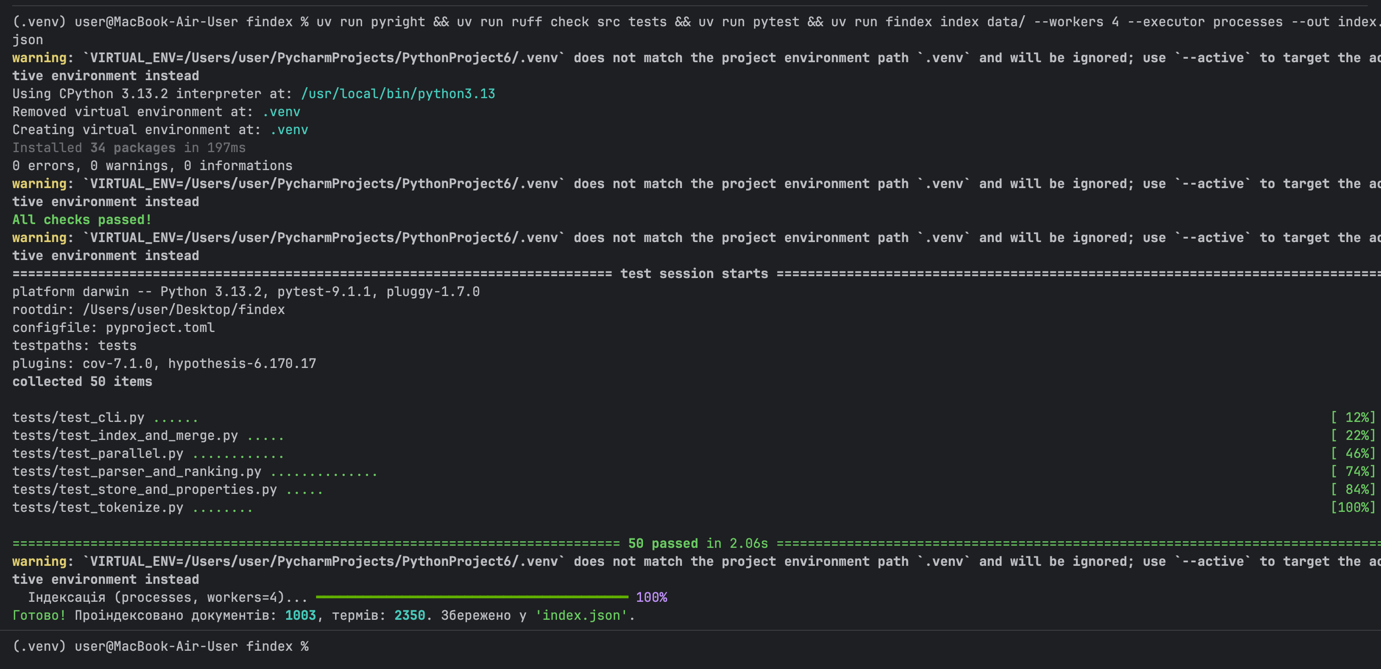 (.venv) user@MacBook-Air-User findex % uv run pyright && uv run ruff check src tests && uv run pytest && uv run findex index data/ --workers 4 --executor processes --out index.
json
warning: `VIRTUAL_ENV=/Users/user/PycharmProjects/PythonProject6/.venv` does not match the project environment path `.venv` and will be ignored; use `--active` to target the ac
tive environment instead
Using CPython 3.13.2 interpreter at: /usr/local/bin/python3.13
Removed virtual environment at: .venv
Creating virtual environment at: .venv
Installed 34 packages in 197ms
0 errors, 0 warnings, 0 informations
warning: `VIRTUAL_ENV=/Users/user/PycharmProjects/PythonProject6/.venv` does not match the project environment path `.venv` and will be ignored; use `--active` to target the ac
tive environment instead
All checks passed!
warning: `VIRTUAL_ENV=/Users/user/PycharmProjects/PythonProject6/.venv` does not match the project environment path `.venv` and will be ignored; use `--active` to target the ac
tive environment instead
============================================================================= test session starts =============================================================================
platform darwin -- Python 3.13.2, pytest-9.1.1, pluggy-1.7.0
rootdir: /Users/user/Desktop/findex
configfile: pyproject.toml
testpaths: tests
plugins: cov-7.1.0, hypothesis-6.170.17
collected 50 items
tests/test_cli.py ...... [ 12%]
tests/test_index_and_merge.py ..... [ 22%]
tests/test_parallel.py ............ [ 46%]
tests/test_parser_and_ranking.py .............. [ 74%]
tests/test_store_and_properties.py ..... [ 84%]
tests/test_tokenize.py ........ [100%]
============================================================================== 50 passed in 2.06s ==============================================================================
warning: `VIRTUAL_ENV=/Users/user/PycharmProjects/PythonProject6/.venv` does not match the project environment path `.venv` and will be ignored; use `--active` to target the ac
tive environment instead
Індексація (processes, workers=4)... 100%
Готово! Проіндексовано документів: 1003, термів: 2350. Збережено у 'index.json'.
(.venv) user@MacBook-Air-User findex %